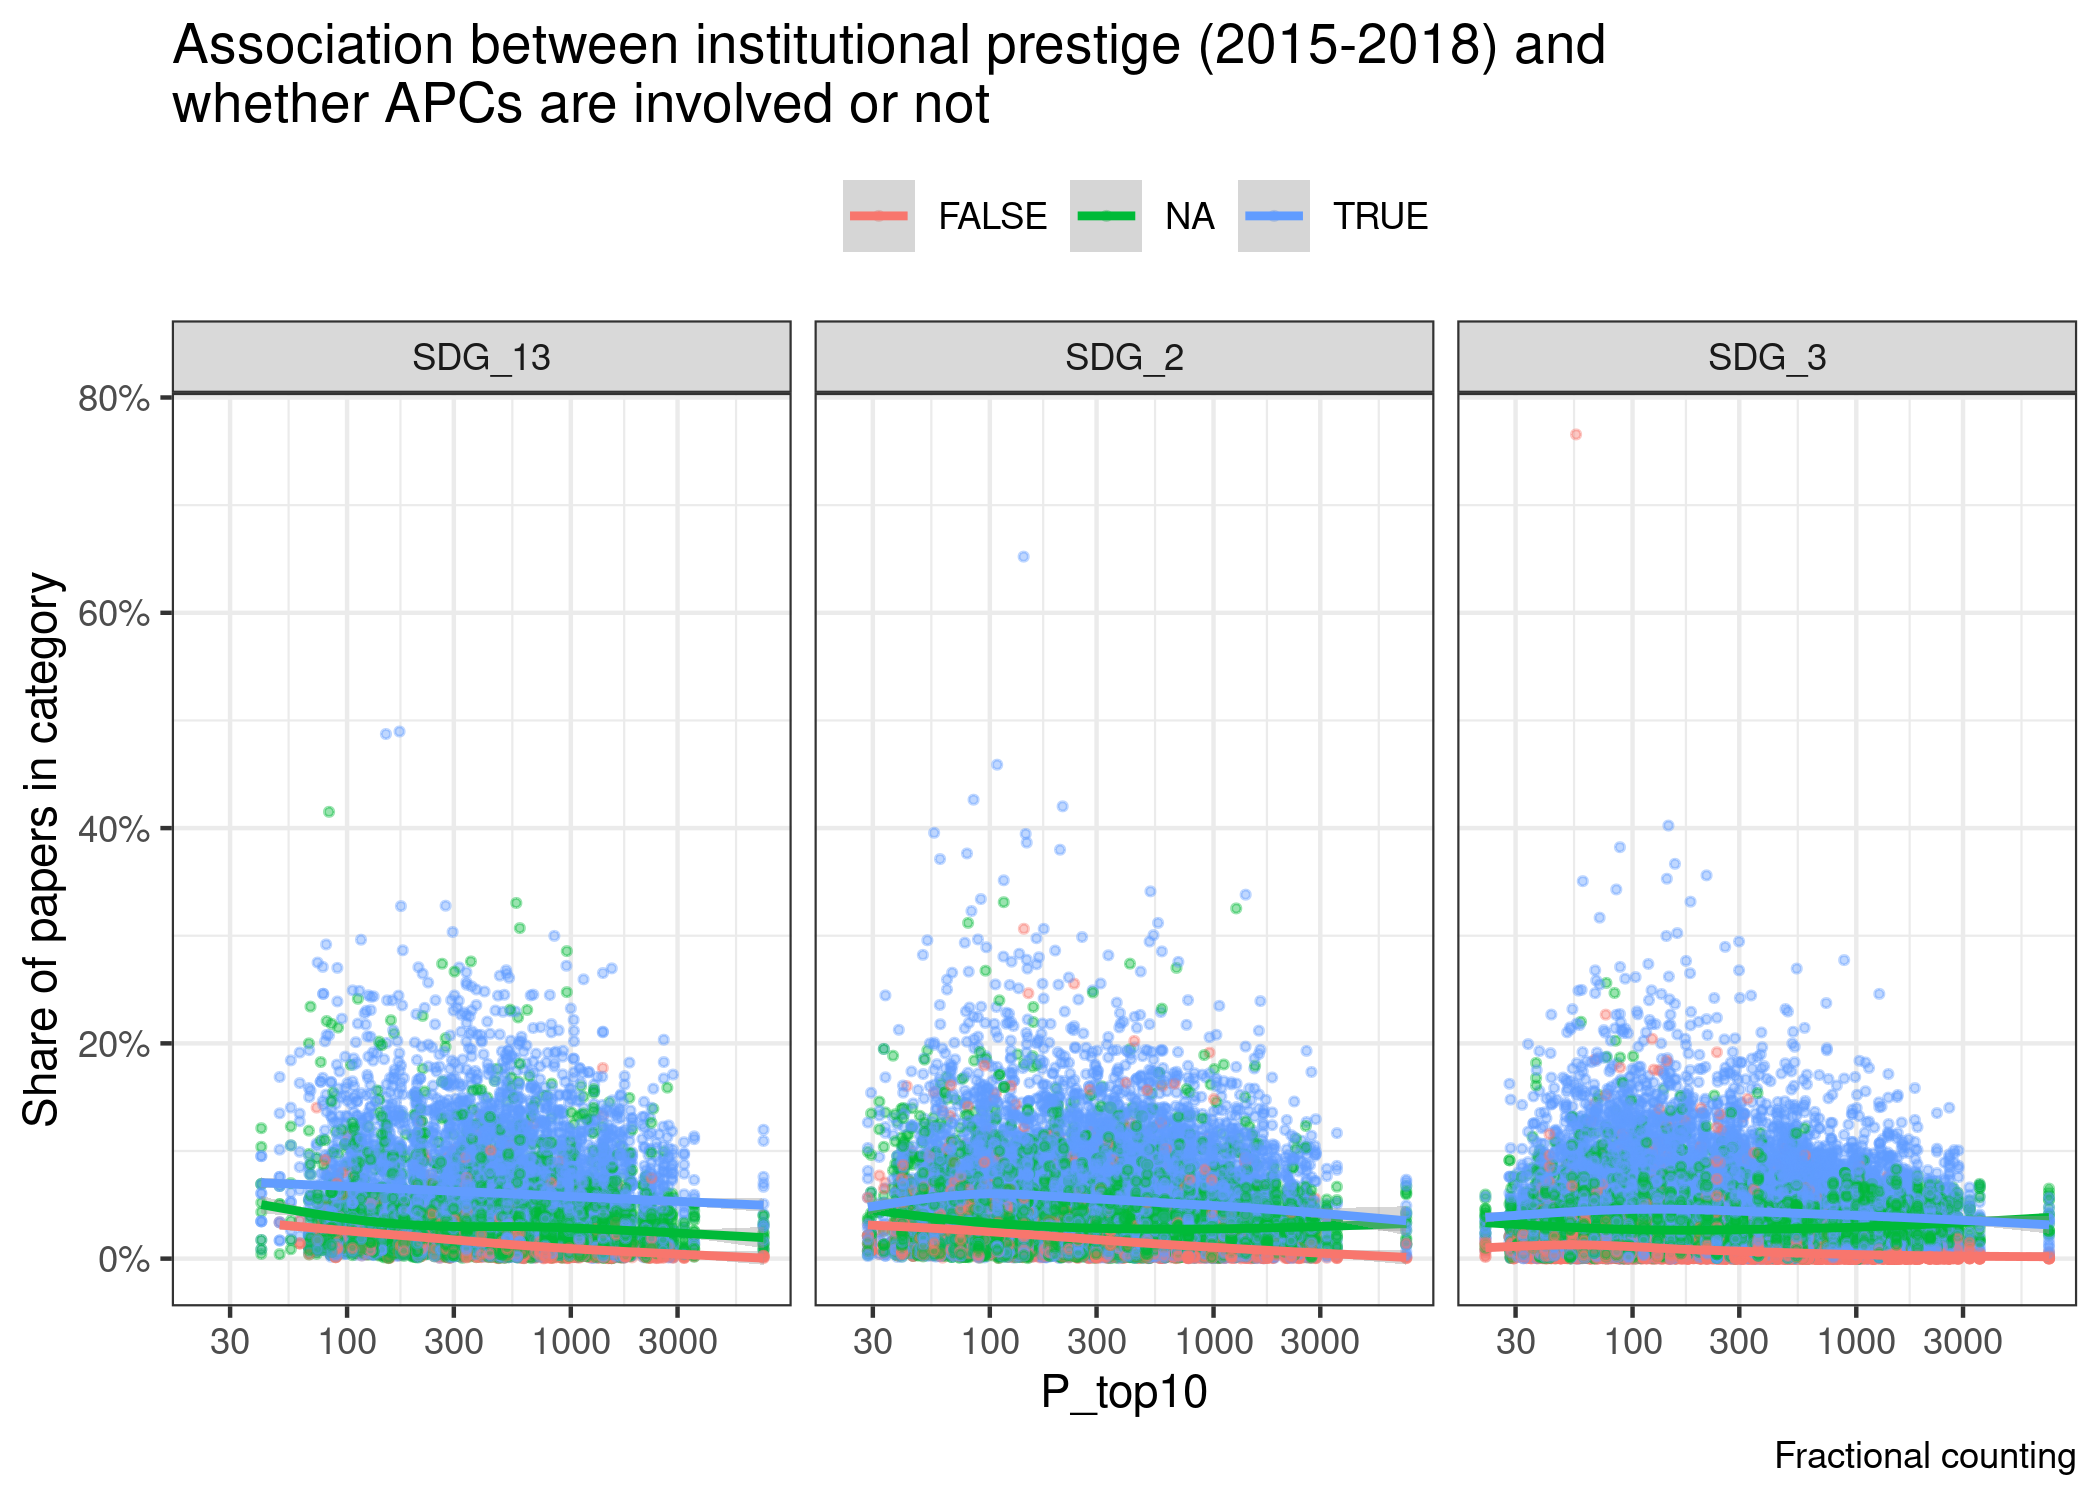 Association between institutional prestige (2015-2018) and
whether APCs are involved or not
FALSE NA TRUE
SDG_13 SDG_2 SDG_3
Share of papers in category
80%
60%
40%
20%
0%
30 100 300 1000 3000 30 100 300 1000 3000 30 100 300 1000 3000
P_top10
Fractional counting